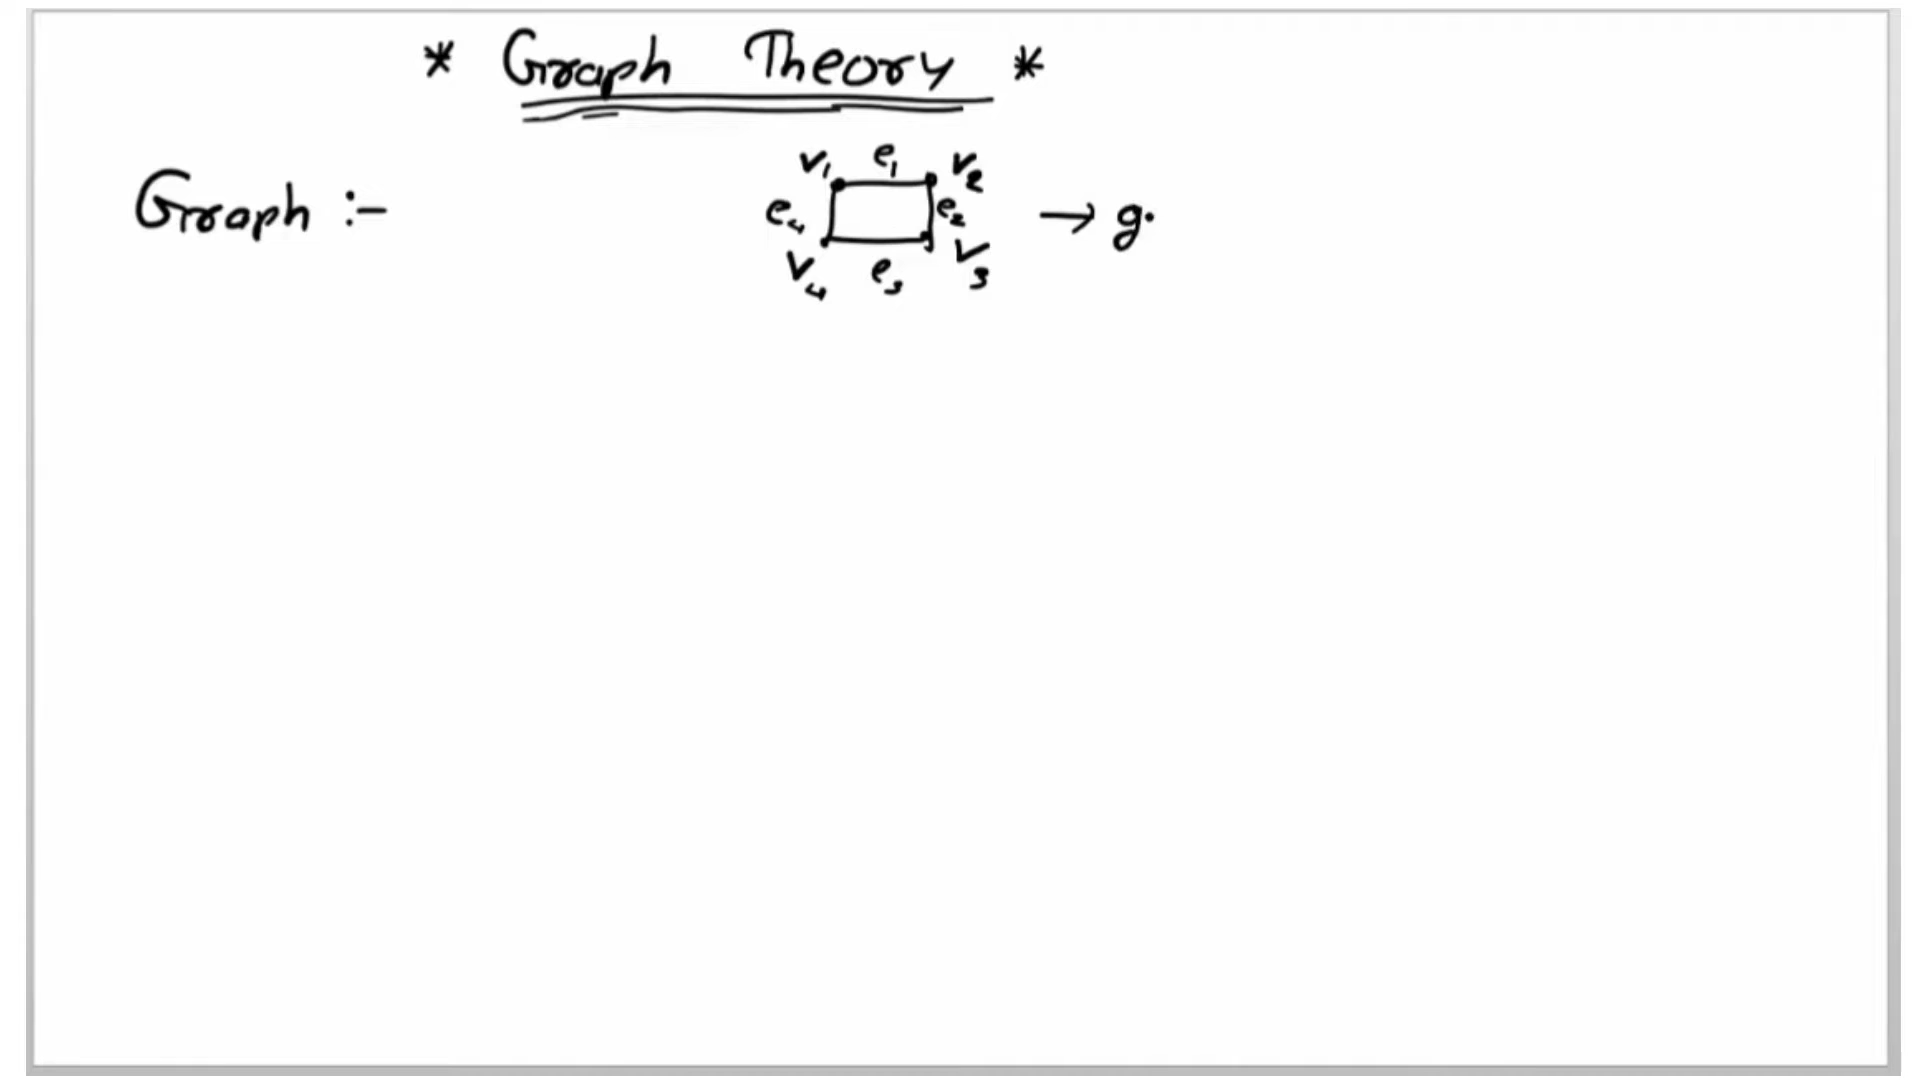 * Graph Theory *
Graph :-
v₁ e₁ v₂
e₄ e₂ → g.
v₄ e₃ v₃